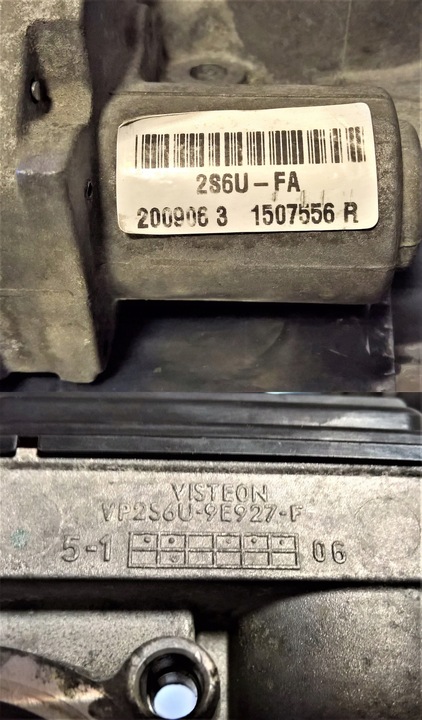 2S6U-FA
200906 3 1507556 R
VISTEON
VP2S6U-9E927-F
5-1 06